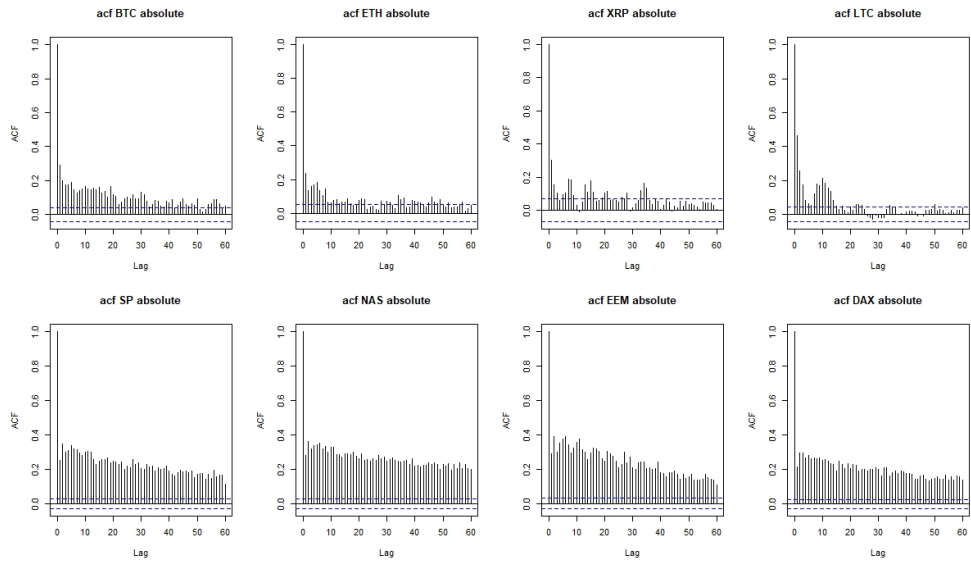 acf BTC absolute
ACF
0.0 0.2 0.4 0.6 0.8 1.0
0 10 20 30 40 50 60
Lag
acf ETH absolute
ACF
0.0 0.2 0.4 0.6 0.8 1.0
0 10 20 30 40 50 60
Lag
acf XRP absolute
ACF
0.0 0.2 0.4 0.6 0.8 1.0
0 10 20 30 40 50 60
Lag
acf LTC absolute
ACF
0.0 0.2 0.4 0.6 0.8 1.0
0 10 20 30 40 50 60
Lag
acf SP absolute
ACF
0.0 0.2 0.4 0.6 0.8 1.0
0 10 20 30 40 50 60
Lag
acf NAS absolute
ACF
0.0 0.2 0.4 0.6 0.8 1.0
0 10 20 30 40 50 60
Lag
acf EEM absolute
ACF
0.0 0.2 0.4 0.6 0.8 1.0
0 10 20 30 40 50 60
Lag
acf DAX absolute
ACF
0.0 0.2 0.4 0.6 0.8 1.0
0 10 20 30 40 50 60
Lag